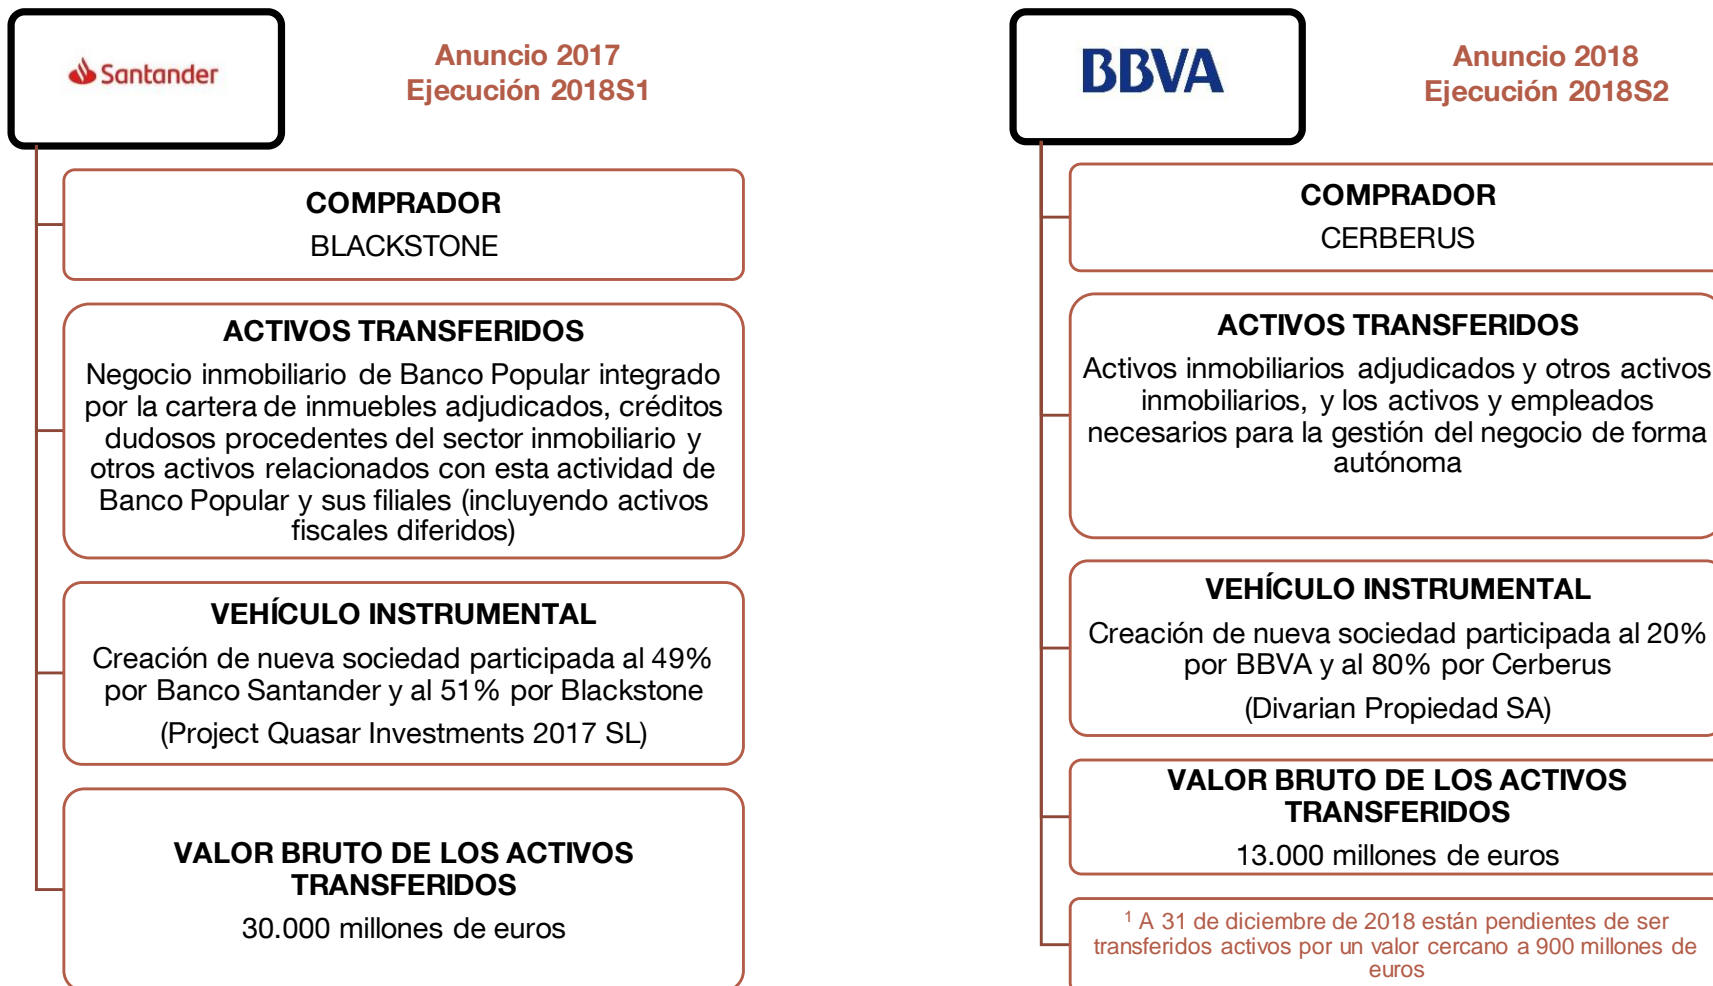 Santander
Anuncio 2017
Ejecución 2018S1
COMPRADOR
BLACKSTONE
ACTIVOS TRANSFERIDOS
Negocio inmobiliario de Banco Popular integrado
por la cartera de inmuebles adjudicados, créditos
dudosos procedentes del sector inmobiliario y
otros activos relacionados con esta actividad de
Banco Popular y sus filiales (incluyendo activos
fiscales diferidos)
VEHÍCULO INSTRUMENTAL
Creación de nueva sociedad participada al 49%
por Banco Santander y al 51% por Blackstone
(Project Quasar Investments 2017 SL)
VALOR BRUTO DE LOS ACTIVOS
TRANSFERIDOS
30.000 millones de euros
BBVA
Anuncio 2018
Ejecución 2018S2
COMPRADOR
CERBERUS
ACTIVOS TRANSFERIDOS
Activos inmobiliarios adjudicados y otros activos
inmobiliarios, y los activos y empleados
necesarios para la gestión del negocio de forma
autónoma
VEHÍCULO INSTRUMENTAL
Creación de nueva sociedad participada al 20%
por BBVA y al 80% por Cerberus
(Divarian Propiedad SA)
VALOR BRUTO DE LOS ACTIVOS
TRANSFERIDOS
13.000 millones de euros
¹ A 31 de diciembre de 2018 están pendientes de ser
transferidos activos por un valor cercano a 900 millones de
euros